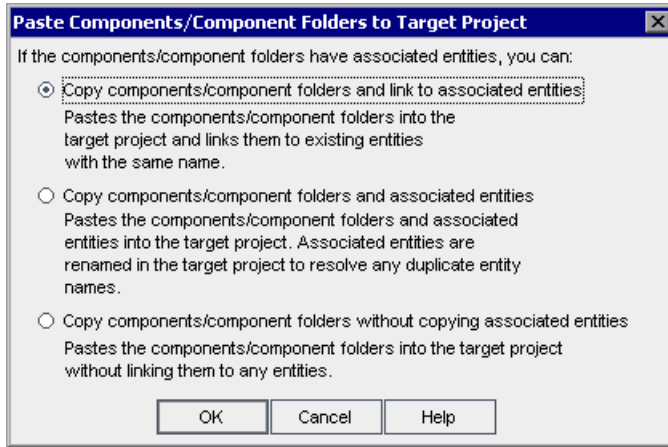 Paste Components/Component Folders to Target Project
If the components/component folders have associated entities, you can:
Copy components/component folders and link to associated entities
Pastes the components/component folders into the
target project and links them to existing entities
with the same name.
Copy components/component folders and associated entities
Pastes the components/component folders and associated
entities into the target project. Associated entities are
renamed in the target project to resolve any duplicate entity
names.
Copy components/component folders without copying associated entities
Pastes the components/component folders into the target project
without linking them to any entities.
OK Cancel Help